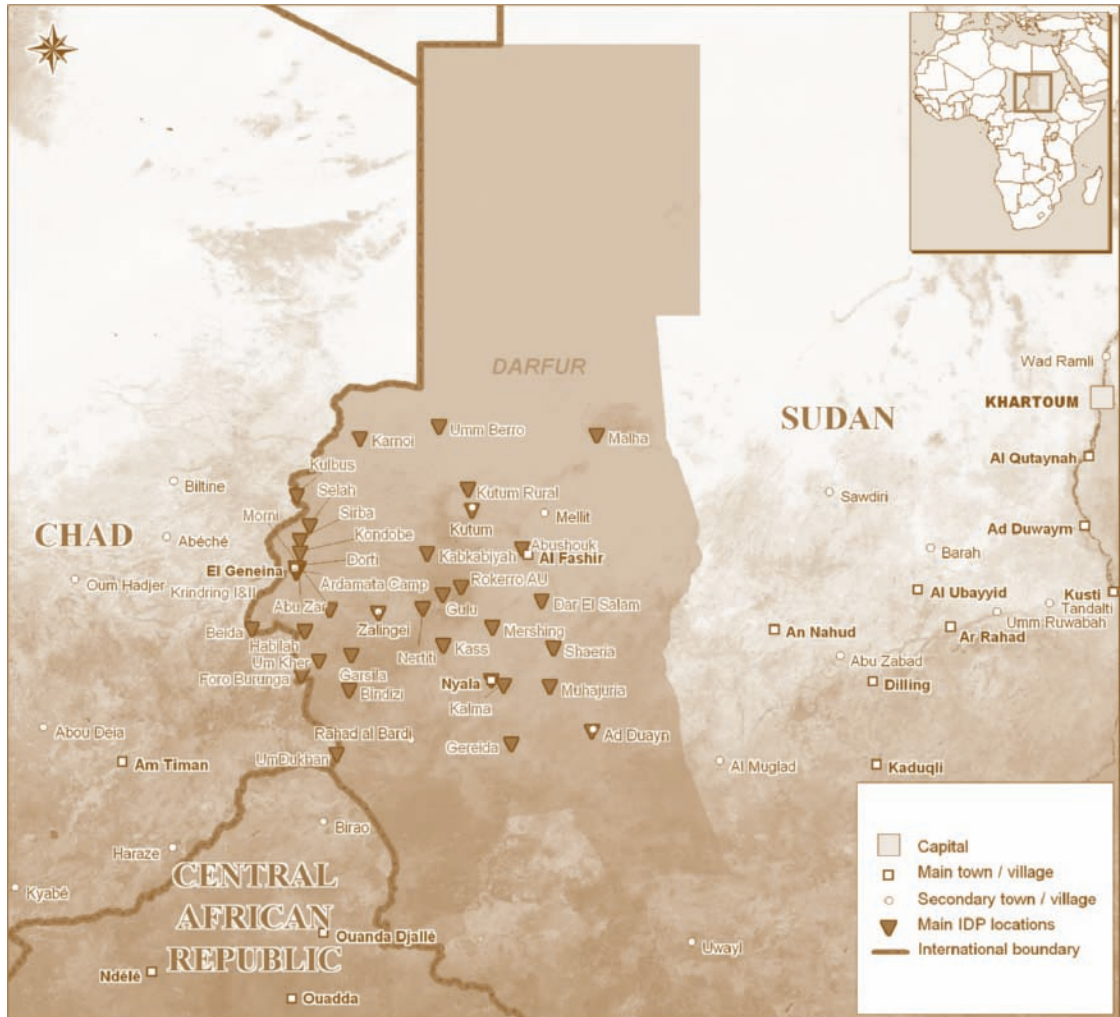 DARFUR
Wad Ramli
KHARTOUM
SUDAN
Al Qutaynah
Umm Berro
Karnoi
Malha
Kulbus
Biltine
Selah
Kutum Rural
Sawdiri
Morni
Sirba
Kutum
Mellit
Ad Duwaym
CHAD
Abéché
Kondobe
Abushouk
Barah
Dorti
Kabkabiyah
Al Fashir
El Geneina
Oum Hadjer
Ardamata Camp
Rokerro AU
Krindring I&II
Al Ubayyid
Kusti
Tandalti
Abu Zar
Gulu
Dar El Salam
Umm Ruwabah
Beida
Zalingei
Mershing
An Nahud
Ar Rahad
Habilah
Nertiti
Kass
Shaeria
Um Kher
Abu Zabad
Foro Burunga
Garsila
Nyala
Muhajuria
Dilling
Bindizi
Kalma
Abou Deia
Rahad al Bardi
Ad Duayn
Gereida
UmDukhan
Am Timan
Al Muglad
Kaduqli
Birao
Haraze
CENTRAL
AFRICAN
REPUBLIC
Kyabé
Ouanda Djallé
Uwayl
Ndélé
Ouadda
Capital
Main town / village
Secondary town / village
Main IDP locations
International boundary